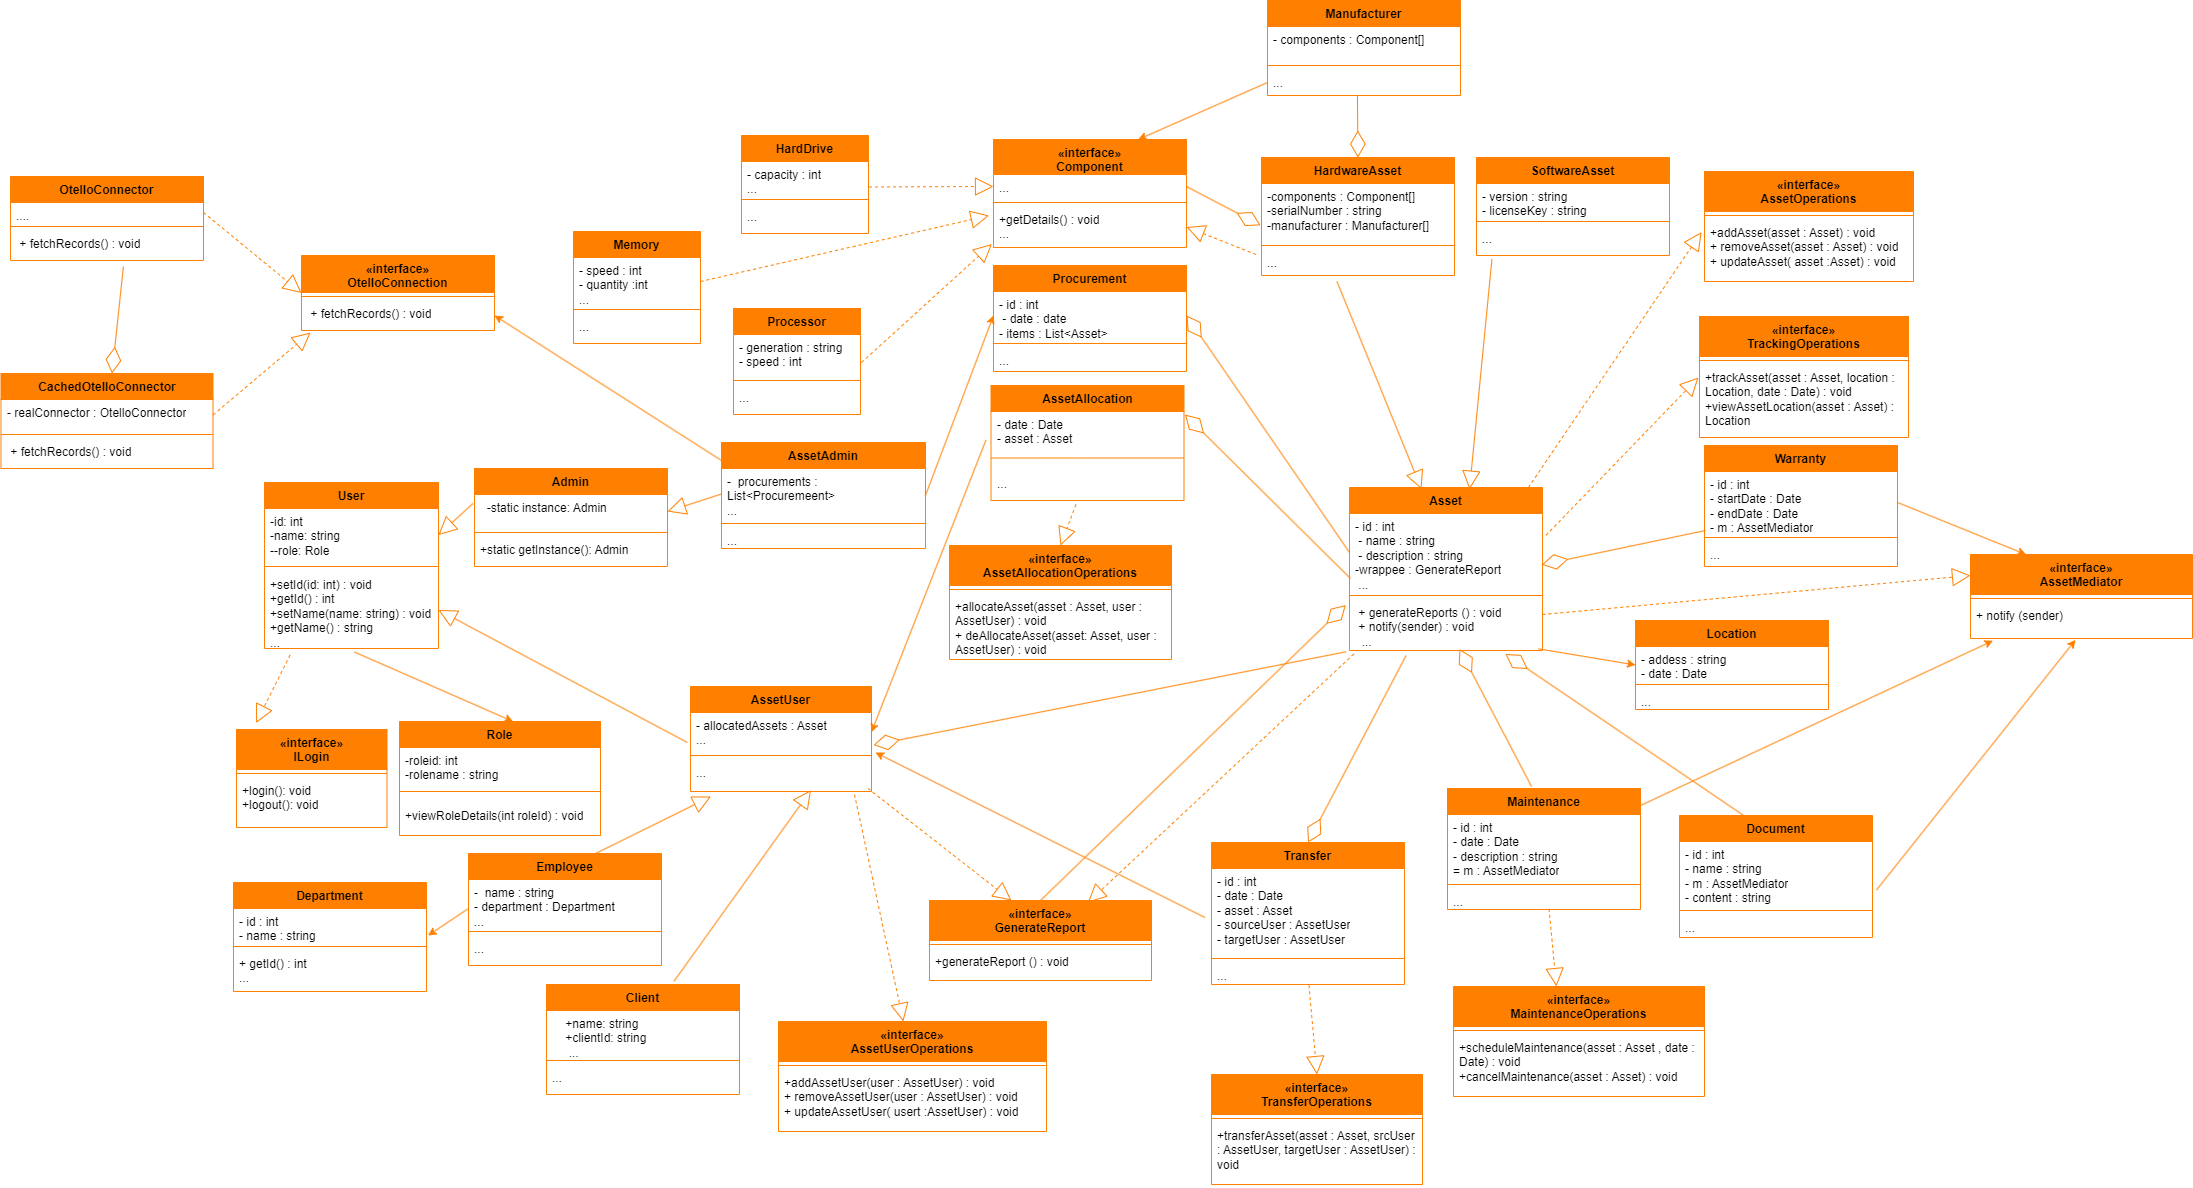 Manufacturer
- components : Component[]
...
HardDrive
- capacity : int
...
...
«interface»
Component
...
+getDetails() : void
...
HardwareAsset
-components : Component[]
-serialNumber : string
-manufacturer : Manufacturer[]
...
SoftwareAsset
- version : string
- licenseKey : string
...
«interface»
AssetOperations
+addAsset(asset : Asset) : void
+ removeAsset(asset : Asset) : void
+ updateAsset( asset :Asset) : void
OtelloConnector
....
+ fetchRecords() : void
«interface»
OtelloConnection
+ fetchRecords() : void
Memory
- speed : int
- quantity :int
...
...
Processor
- generation : string
- speed : int
...
Procurement
- id : int
- date : date
- items : List<Asset>
...
«interface»
TrackingOperations
+trackAsset(asset : Asset, location :
Location, date : Date) : void
+viewAssetLocation(asset : Asset) :
Location
CachedOtelloConnector
- realConnector : OtelloConnector
+ fetchRecords() : void
AssetAllocation
- date : Date
- asset : Asset
...
AssetAdmin
- procurements :
List<Procuremeent>
...
...
Admin
-static instance: Admin
+static getInstance(): Admin
User
-id: int
-name: string
--role: Role
+setId(id: int) : void
+getId() : int
+setName(name: string) : void
+getName() : string
...
Warranty
- id : int
- startDate : Date
- endDate : Date
- m : AssetMediator
...
Asset
- id : int
- name : string
- description : string
-wrappee : GenerateReport
...
+ generateReports () : void
+ notify(sender) : void
...
«interface»
AssetAllocationOperations
+allocateAsset(asset : Asset, user :
AssetUser) : void
+ deAllocateAsset(asset: Asset, user :
AssetUser) : void
«interface»
AssetMediator
+ notify (sender)
Location
- addess : string
- date : Date
...
AssetUser
- allocatedAssets : Asset
...
...
«interface»
ILogin
+login(): void
+logout(): void
Role
-roleid: int
-rolename : string
+viewRoleDetails(int roleId) : void
Maintenance
- id : int
- date : Date
- description : string
= m : AssetMediator
...
Document
- id : int
- name : string
- m : AssetMediator
- content : string
...
Transfer
- id : int
- date : Date
- asset : Asset
- sourceUser : AssetUser
- targetUser : AssetUser
...
Employee
- name : string
- department : Department
...
...
Department
- id : int
- name : string
+ getId() : int
...
«interface»
GenerateReport
+generateReport () : void
Client
+name: string
+clientId: string
...
...
«interface»
AssetUserOperations
+addAssetUser(user : AssetUser) : void
+ removeAssetUser(user : AssetUser) : void
+ updateAssetUser( usert :AssetUser) : void
«interface»
MaintenanceOperations
+scheduleMaintenance(asset : Asset , date :
Date) : void
+cancelMaintenance(asset : Asset) : void
«interface»
TransferOperations
+transferAsset(asset : Asset, srcUser
: AssetUser, targetUser : AssetUser) :
void